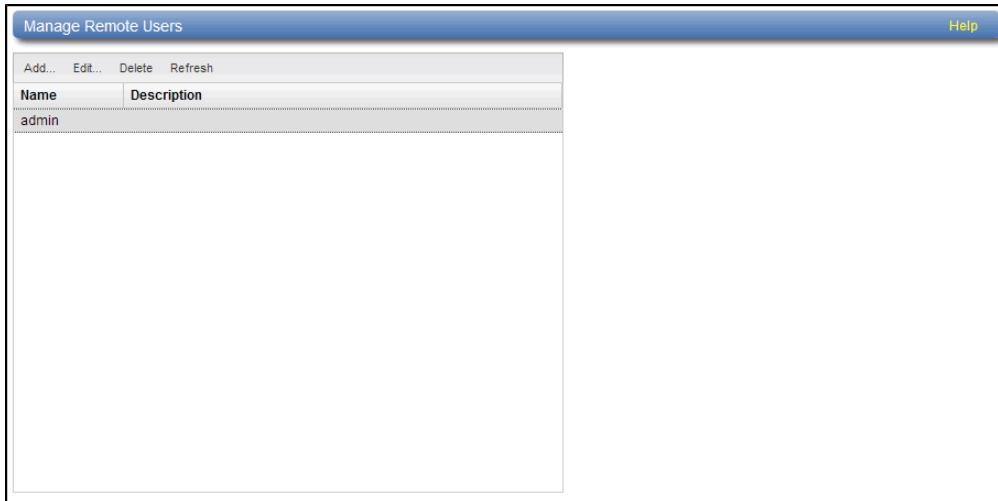 Manage Remote Users Help
Add... Edit... Delete Refresh
Name Description
admin